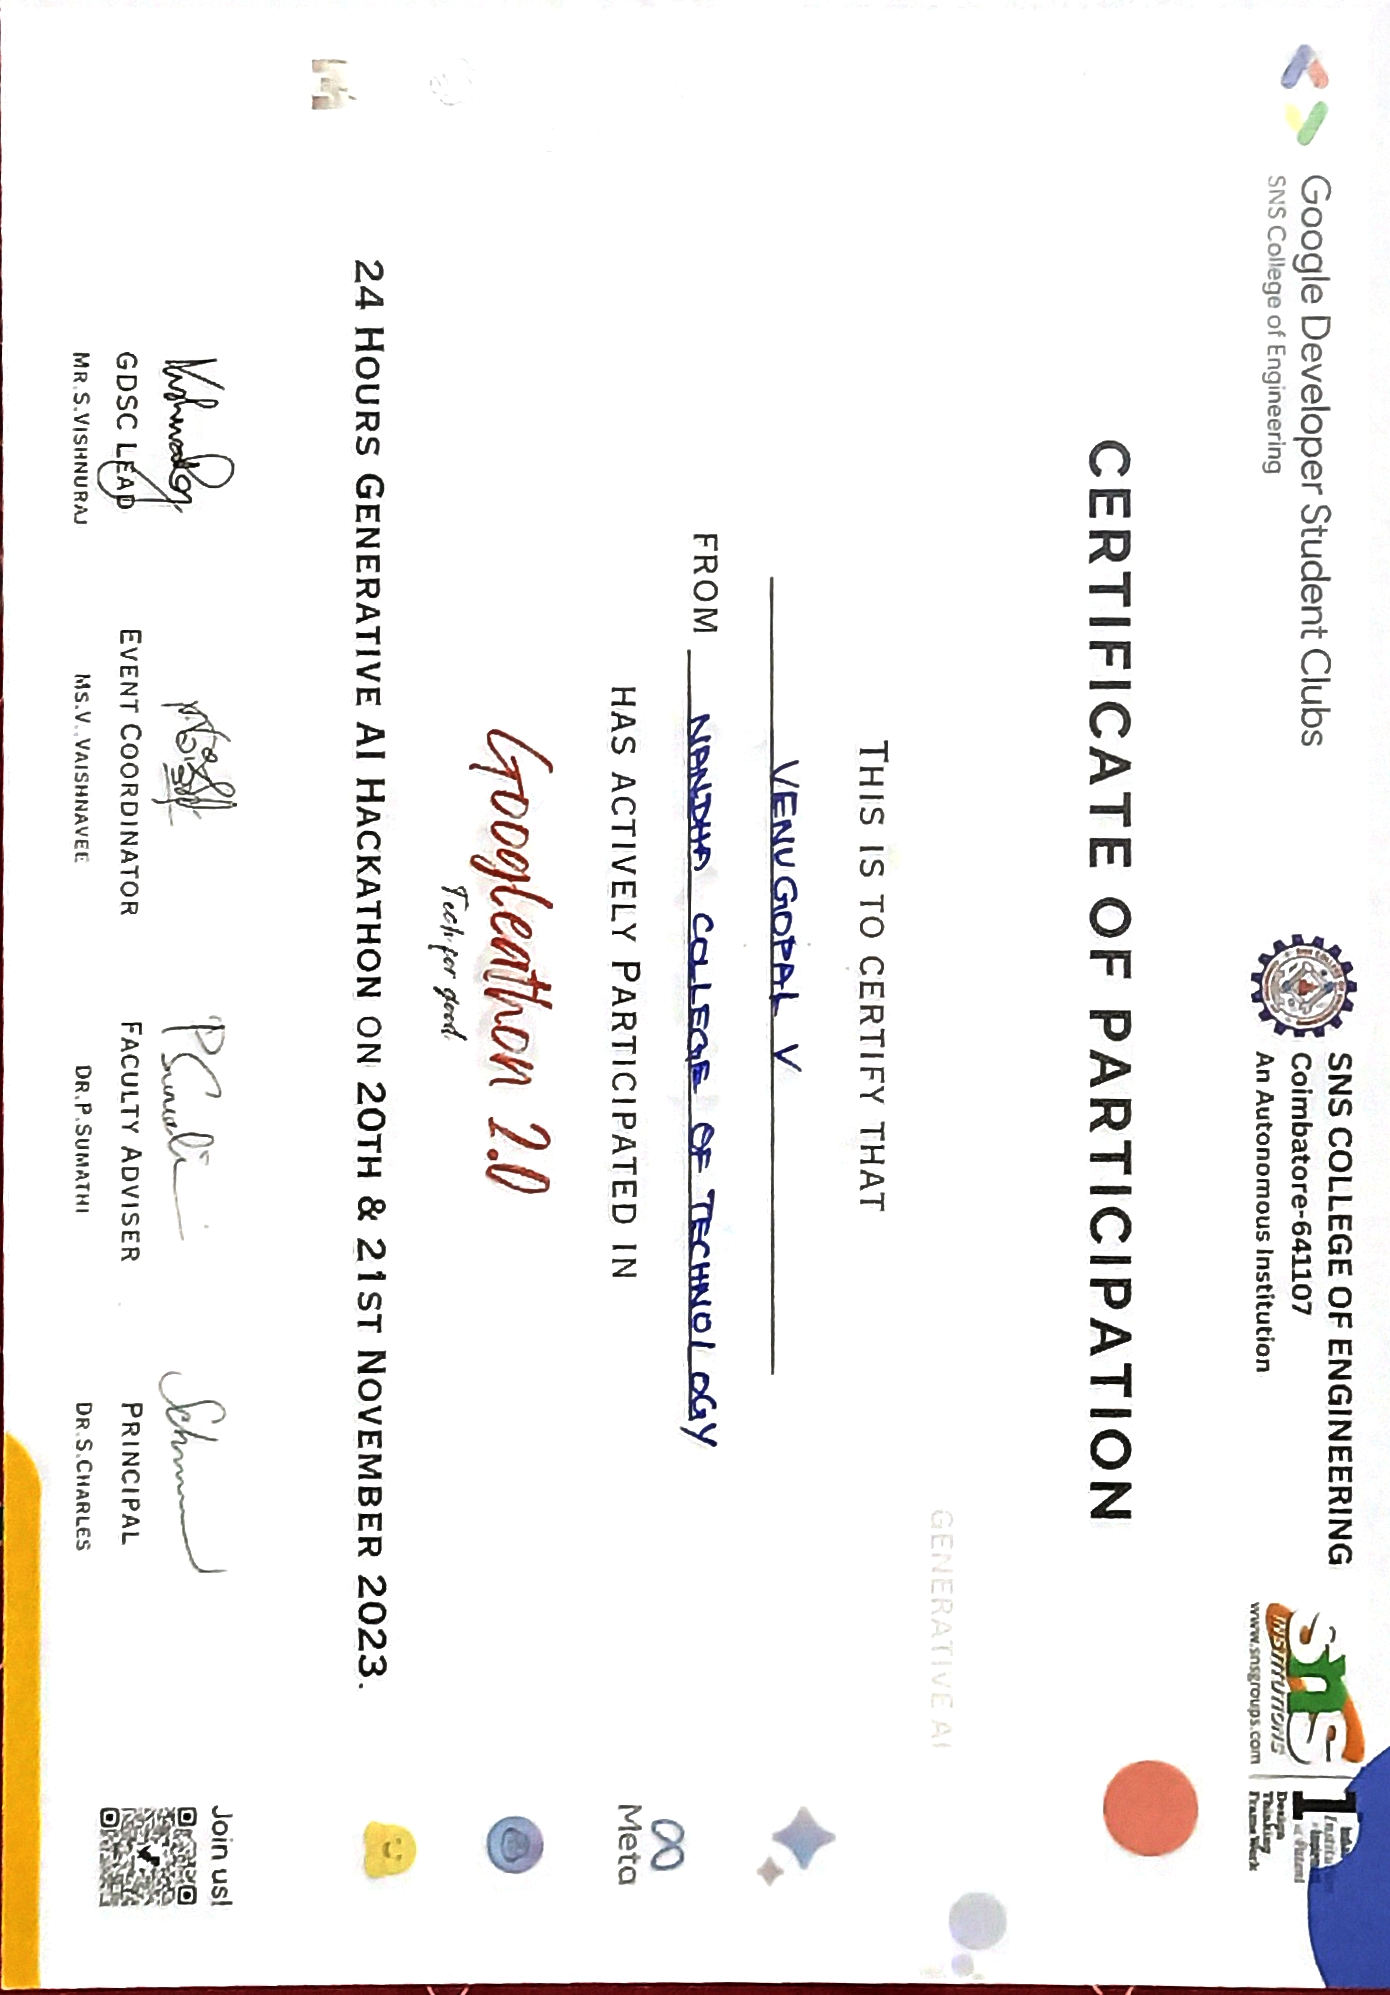 Google Developer Student Clubs
SNS College of Engineering
SNS COLLEGE OF ENGINEERING
Coimbatore-641107
An Autonomous Institution
sns
INSTITUTIONS
www.snsgroups.com
1
Design
Thinking
FrameWork
CERTIFICATE OF PARTICIPATION
GENERATIVE AI
THIS IS TO CERTIFY THAT
VENUGOPAL V
FROM NANDHA COLLEGE OF TECHNOLOGY
HAS ACTIVELY PARTICIPATED IN
Meta
Googleathon 2.0
Tech for good
24 HOURS GENERATIVE AI HACKATHON ON 20TH & 21ST NOVEMBER 2023.
Join us!
P Sumathi
GDSC LEAD
EVENT COORDINATOR
FACULTY ADVISER
PRINCIPAL
MR.S.VISHNURAJ
MS.V.VAISHNAVEE
DR.P.SUMATHI
DR.S.CHARLES